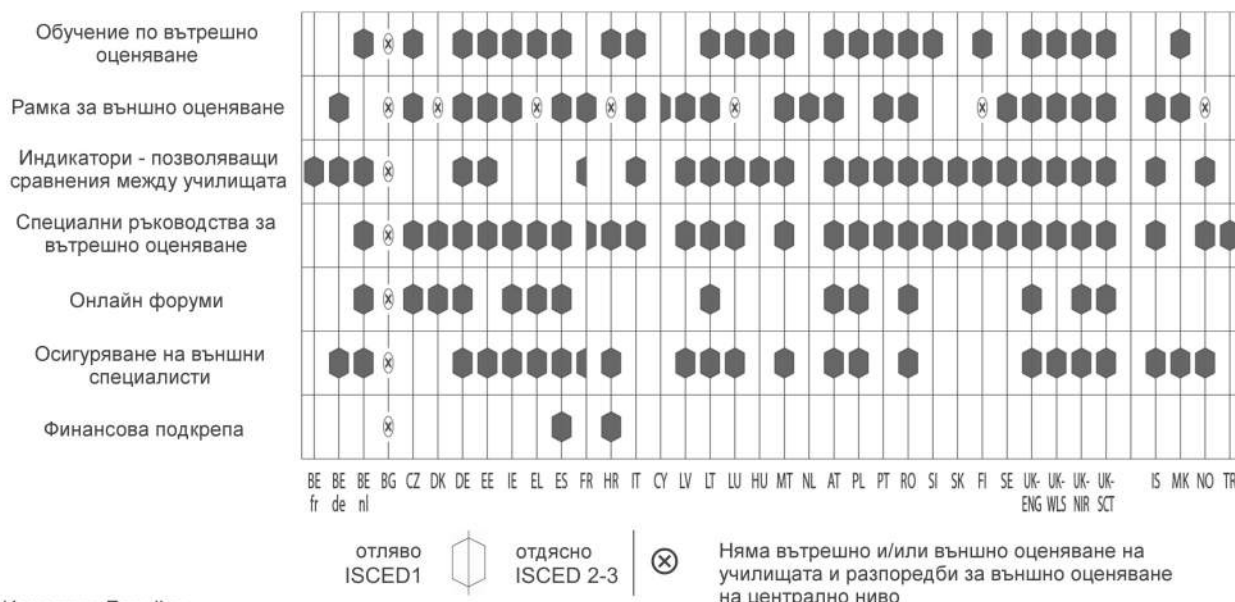 Обучение по вътрешно
оценяване
Рамка за външно оценяване
Индикатори - позволяващи
сравнения между училищата
Специални ръководства за
вътрешно оценяване
Онлайн форуми
Осигуряване на външни
специалисти
Финансова подкрепа
BE BE BE BG CZ DK DE EE IE EL ES FR HR IT CY LV LT LU HU MT NL AT PL PT RO SI SK FI SE UK- UK- UK- UK- IS MK NO TR
fr de nl ENG WLS NIR SCT
отляво
ISCED1
отдясно
ISCED 2-3
Няма вътрешно и/или външно оценяване на
училищата и разпоредби за външно оценяване
на централно ниво